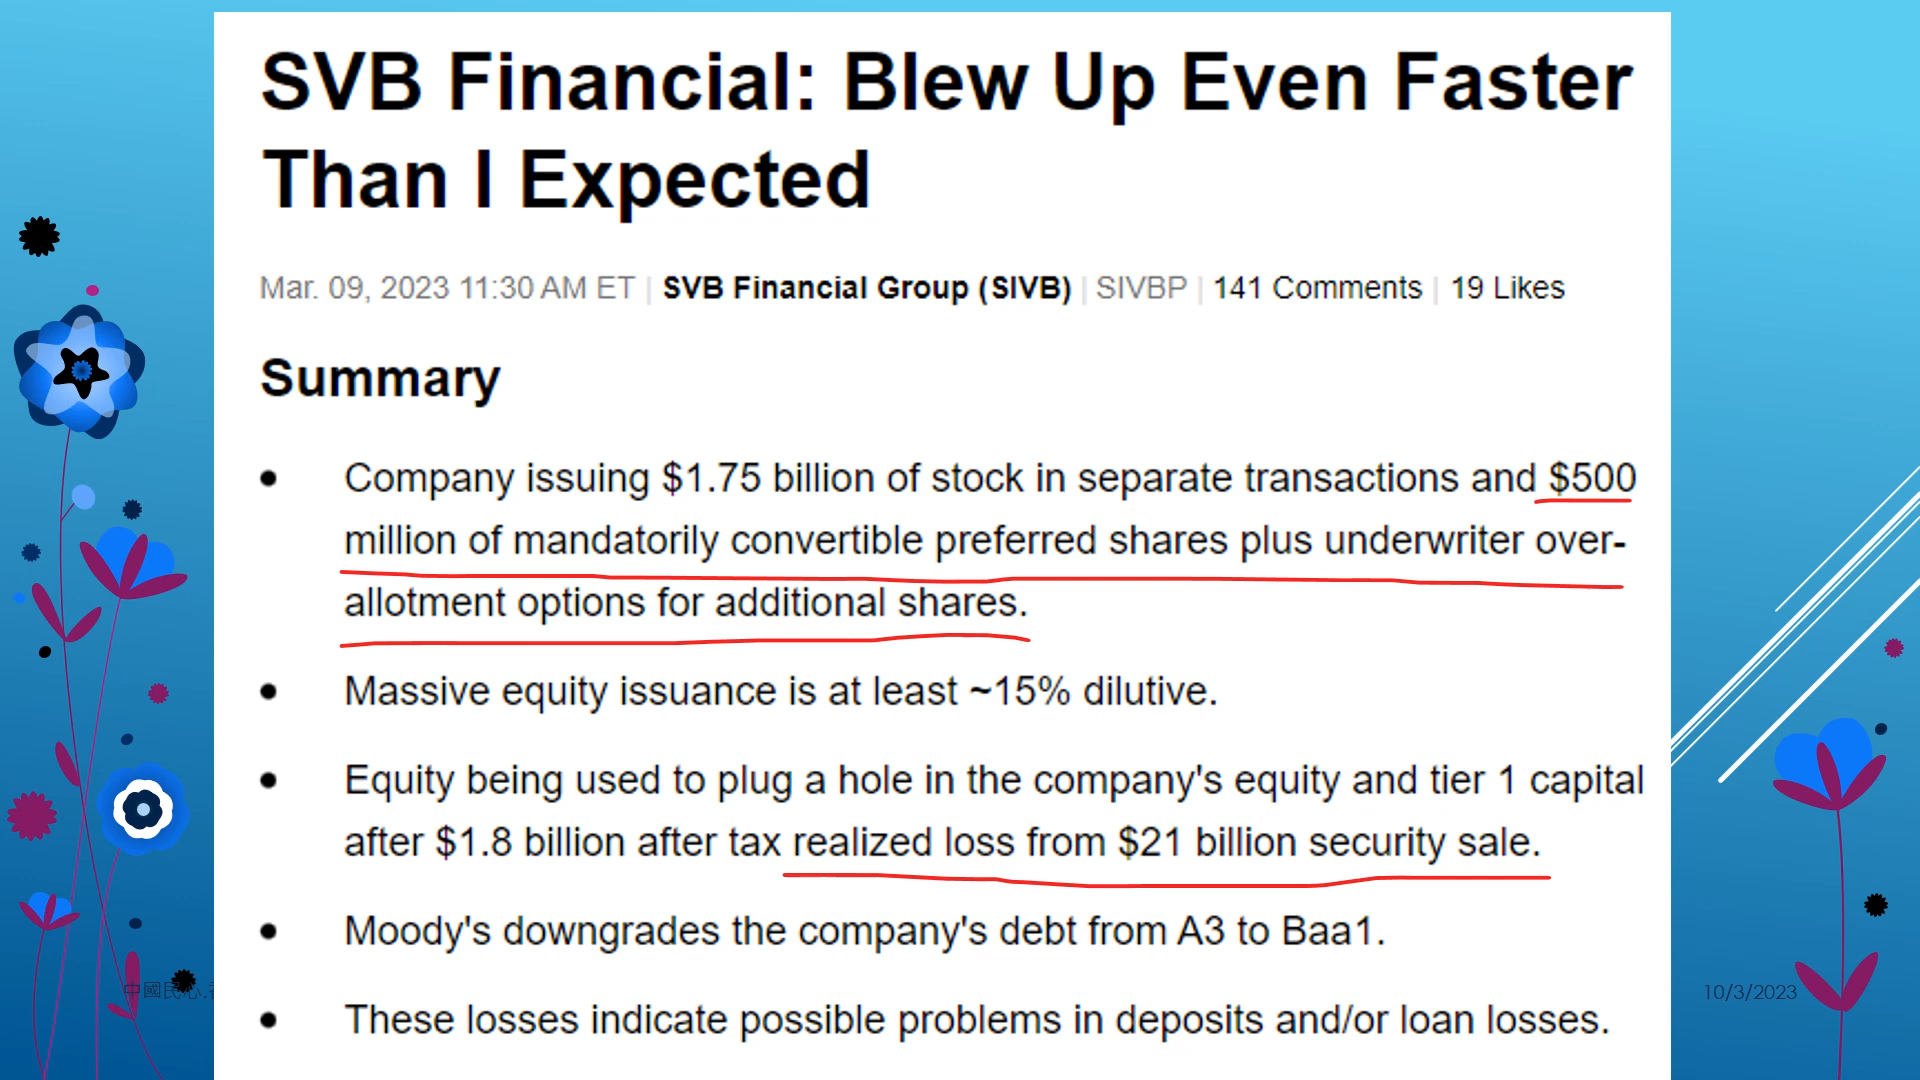 SVB Financial: Blew Up Even Faster
Than I Expected
Mar. 09, 2023 11:30 AM ET | SVB Financial Group (SIVB) | SIVBP | 141 Comments | 19 Likes
Summary
• Company issuing $1.75 billion of stock in separate transactions and $500
million of mandatorily convertible preferred shares plus underwriter over-
allotment options for additional shares.
• Massive equity issuance is at least ~15% dilutive.
• Equity being used to plug a hole in the company's equity and tier 1 capital
after $1.8 billion after tax realized loss from $21 billion security sale.
• Moody's downgrades the company's debt from A3 to Baa1.
中國民心.
10/3/2023
• These losses indicate possible problems in deposits and/or loan losses.